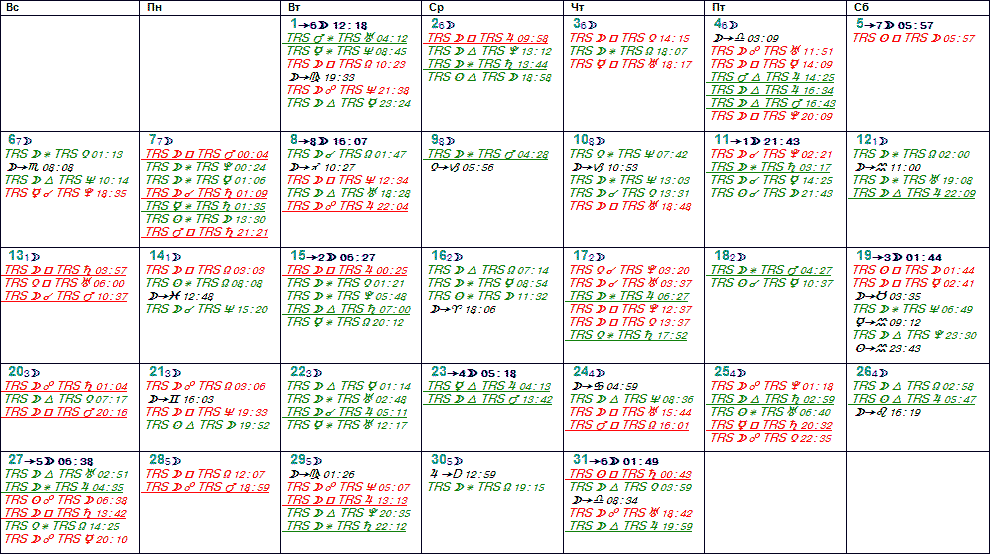 Вс Пн Вт Ср Чт Пт Сб
1→6☽ 12:18
TRS ♂ ⚹ TRS ♅ 04:12
TRS ☿ ⚹ TRS ♆ 08:45
TRS ☽ □ TRS ☊ 10:23
☽→♍ 19:33
TRS ☽ ☍ TRS ♆ 21:38
TRS ☽ △ TRS ☿ 23:24
2 6☽
TRS ☽ □ TRS ♃ 09:58
TRS ☽ △ TRS ♇ 13:12
TRS ☽ ⚹ TRS ♄ 13:44
TRS ☉ △ TRS ☽ 18:58
3 6☽
TRS ☽ □ TRS ♀ 14:15
TRS ☽ ⚹ TRS ☊ 18:07
TRS ☿ □ TRS ♅ 18:17
4 6☽
☽→♎ 03:09
TRS ☽ ☍ TRS ♅ 11:51
TRS ☽ □ TRS ☿ 14:09
TRS ♂ △ TRS ♃ 14:25
TRS ☽ △ TRS ♃ 16:34
TRS ☽ △ TRS ♂ 16:43
TRS ☽ □ TRS ♇ 20:09
5→7☽ 05:57
TRS ☉ □ TRS ☽ 05:57
6 7☽
TRS ☽ ⚹ TRS ♀ 01:13
☽→♏ 08:08
TRS ☽ △ TRS ♆ 10:14
TRS ☿ ☌ TRS ♇ 18:35
7 7☽
TRS ☽ □ TRS ♂ 00:04
TRS ☽ ⚹ TRS ♇ 00:24
TRS ☽ ⚹ TRS ☿ 01:06
TRS ☽ ☌ TRS ♄ 01:09
TRS ☿ ⚹ TRS ♄ 01:35
TRS ☉ ⚹ TRS ☽ 13:30
TRS ♂ □ TRS ♄ 21:21
8→8☽ 16:07
TRS ☽ ☌ TRS ☊ 01:47
☽→♐ 10:27
TRS ☽ □ TRS ♆ 12:34
TRS ☽ △ TRS ♅ 18:28
TRS ☽ ☍ TRS ♃ 22:04
9 8☽
TRS ☽ ⚹ TRS ♂ 04:28
♀→♑ 05:56
10 8☽
TRS ♀ ⚹ TRS ♆ 07:42
☽→♑ 10:53
TRS ☽ ⚹ TRS ♆ 13:03
TRS ☽ ☌ TRS ♀ 13:31
TRS ☽ □ TRS ♅ 18:48
11→1☽ 21:43
TRS ☽ ☌ TRS ♇ 02:21
TRS ☽ ⚹ TRS ♄ 03:17
TRS ☽ ☌ TRS ☿ 14:25
TRS ☉ ☌ TRS ☽ 21:43
12 1☽
TRS ☽ ⚹ TRS ☊ 02:00
☽→♒ 11:00
TRS ☽ ⚹ TRS ♅ 19:08
TRS ☽ △ TRS ♃ 22:09
13 1☽
TRS ☽ □ TRS ♄ 03:57
TRS ♀ □ TRS ♅ 06:00
TRS ☽ ☌ TRS ♂ 10:37
14 1☽
TRS ☽ □ TRS ☊ 03:03
TRS ☉ ⚹ TRS ☊ 08:08
☽→♓ 12:48
TRS ☽ ☌ TRS ♆ 15:20
15→2☽ 06:27
TRS ☽ □ TRS ♃ 00:25
TRS ☽ ⚹ TRS ♀ 01:21
TRS ☽ ⚹ TRS ♇ 05:48
TRS ☽ △ TRS ♄ 07:00
TRS ☿ ⚹ TRS ☊ 20:12
16 2☽
TRS ☽ △ TRS ☊ 07:14
TRS ☽ ⚹ TRS ☿ 08:54
TRS ☉ ⚹ TRS ☽ 11:32
☽→♈ 18:06
17 2☽
TRS ♀ ☌ TRS ♇ 03:20
TRS ☽ ☌ TRS ♅ 03:37
TRS ☽ ⚹ TRS ♃ 06:27
TRS ☽ □ TRS ♇ 12:37
TRS ☽ □ TRS ♀ 13:37
TRS ♀ ⚹ TRS ♄ 17:52
18 2☽
TRS ☽ ⚹ TRS ♂ 04:27
TRS ☉ ☌ TRS ☿ 10:37
19→3☽ 01:44
TRS ☉ □ TRS ☽ 01:44
TRS ☽ □ TRS ☿ 02:41
☽→♉ 03:35
TRS ☽ ⚹ TRS ♆ 06:49
☿→♒ 09:12
TRS ☽ △ TRS ♇ 23:30
☉→♒ 23:43
20 3☽
TRS ☽ ☍ TRS ♄ 01:04
TRS ☽ △ TRS ♀ 07:17
TRS ☽ □ TRS ♂ 20:16
21 3☽
TRS ☽ ☍ TRS ☊ 03:06
☽→♊ 16:03
TRS ☽ □ TRS ♆ 19:33
TRS ☉ △ TRS ☽ 19:52
22 3☽
TRS ☽ △ TRS ☿ 01:14
TRS ☽ ⚹ TRS ♅ 02:48
TRS ☽ ☌ TRS ♃ 05:11
TRS ☿ ⚹ TRS ♅ 12:17
23→4☽ 05:18
TRS ☿ △ TRS ♃ 04:13
TRS ☽ △ TRS ♂ 13:42
24 4☽
☽→♋ 04:59
TRS ☽ △ TRS ♆ 08:36
TRS ☽ □ TRS ♅ 15:44
TRS ♂ □ TRS ☊ 16:01
25 4☽
TRS ☽ ☍ TRS ♇ 01:18
TRS ☽ △ TRS ♄ 02:59
TRS ☉ ⚹ TRS ♅ 06:40
TRS ☿ □ TRS ♄ 20:32
TRS ☽ ☍ TRS ♀ 22:35
26 4☽
TRS ☽ △ TRS ☊ 02:58
TRS ☉ △ TRS ♃ 05:47
☽→♌ 16:19
27→5☽ 06:38
TRS ☽ △ TRS ♅ 02:51
TRS ☽ ⚹ TRS ♃ 04:35
TRS ☉ ☍ TRS ☽ 06:38
TRS ☽ □ TRS ♄ 13:42
TRS ♀ ⚹ TRS ☊ 14:25
TRS ☽ ☍ TRS ☿ 20:10
28 5☽
TRS ☽ □ TRS ☊ 12:07
TRS ☽ ☍ TRS ♂ 18:59
29 5☽
☽→♍ 01:26
TRS ☽ ☍ TRS ♆ 05:07
TRS ☽ □ TRS ♃ 13:13
TRS ☽ △ TRS ♇ 20:35
TRS ☽ ⚹ TRS ♄ 22:12
30 5☽
♃→D 12:59
TRS ☽ ⚹ TRS ☊ 19:15
31→6☽ 01:49
TRS ☉ □ TRS ♄ 00:43
TRS ☽ △ TRS ♀ 03:59
☽→♎ 08:34
TRS ☽ ☍ TRS ♅ 18:42
TRS ☽ △ TRS ♃ 19:59